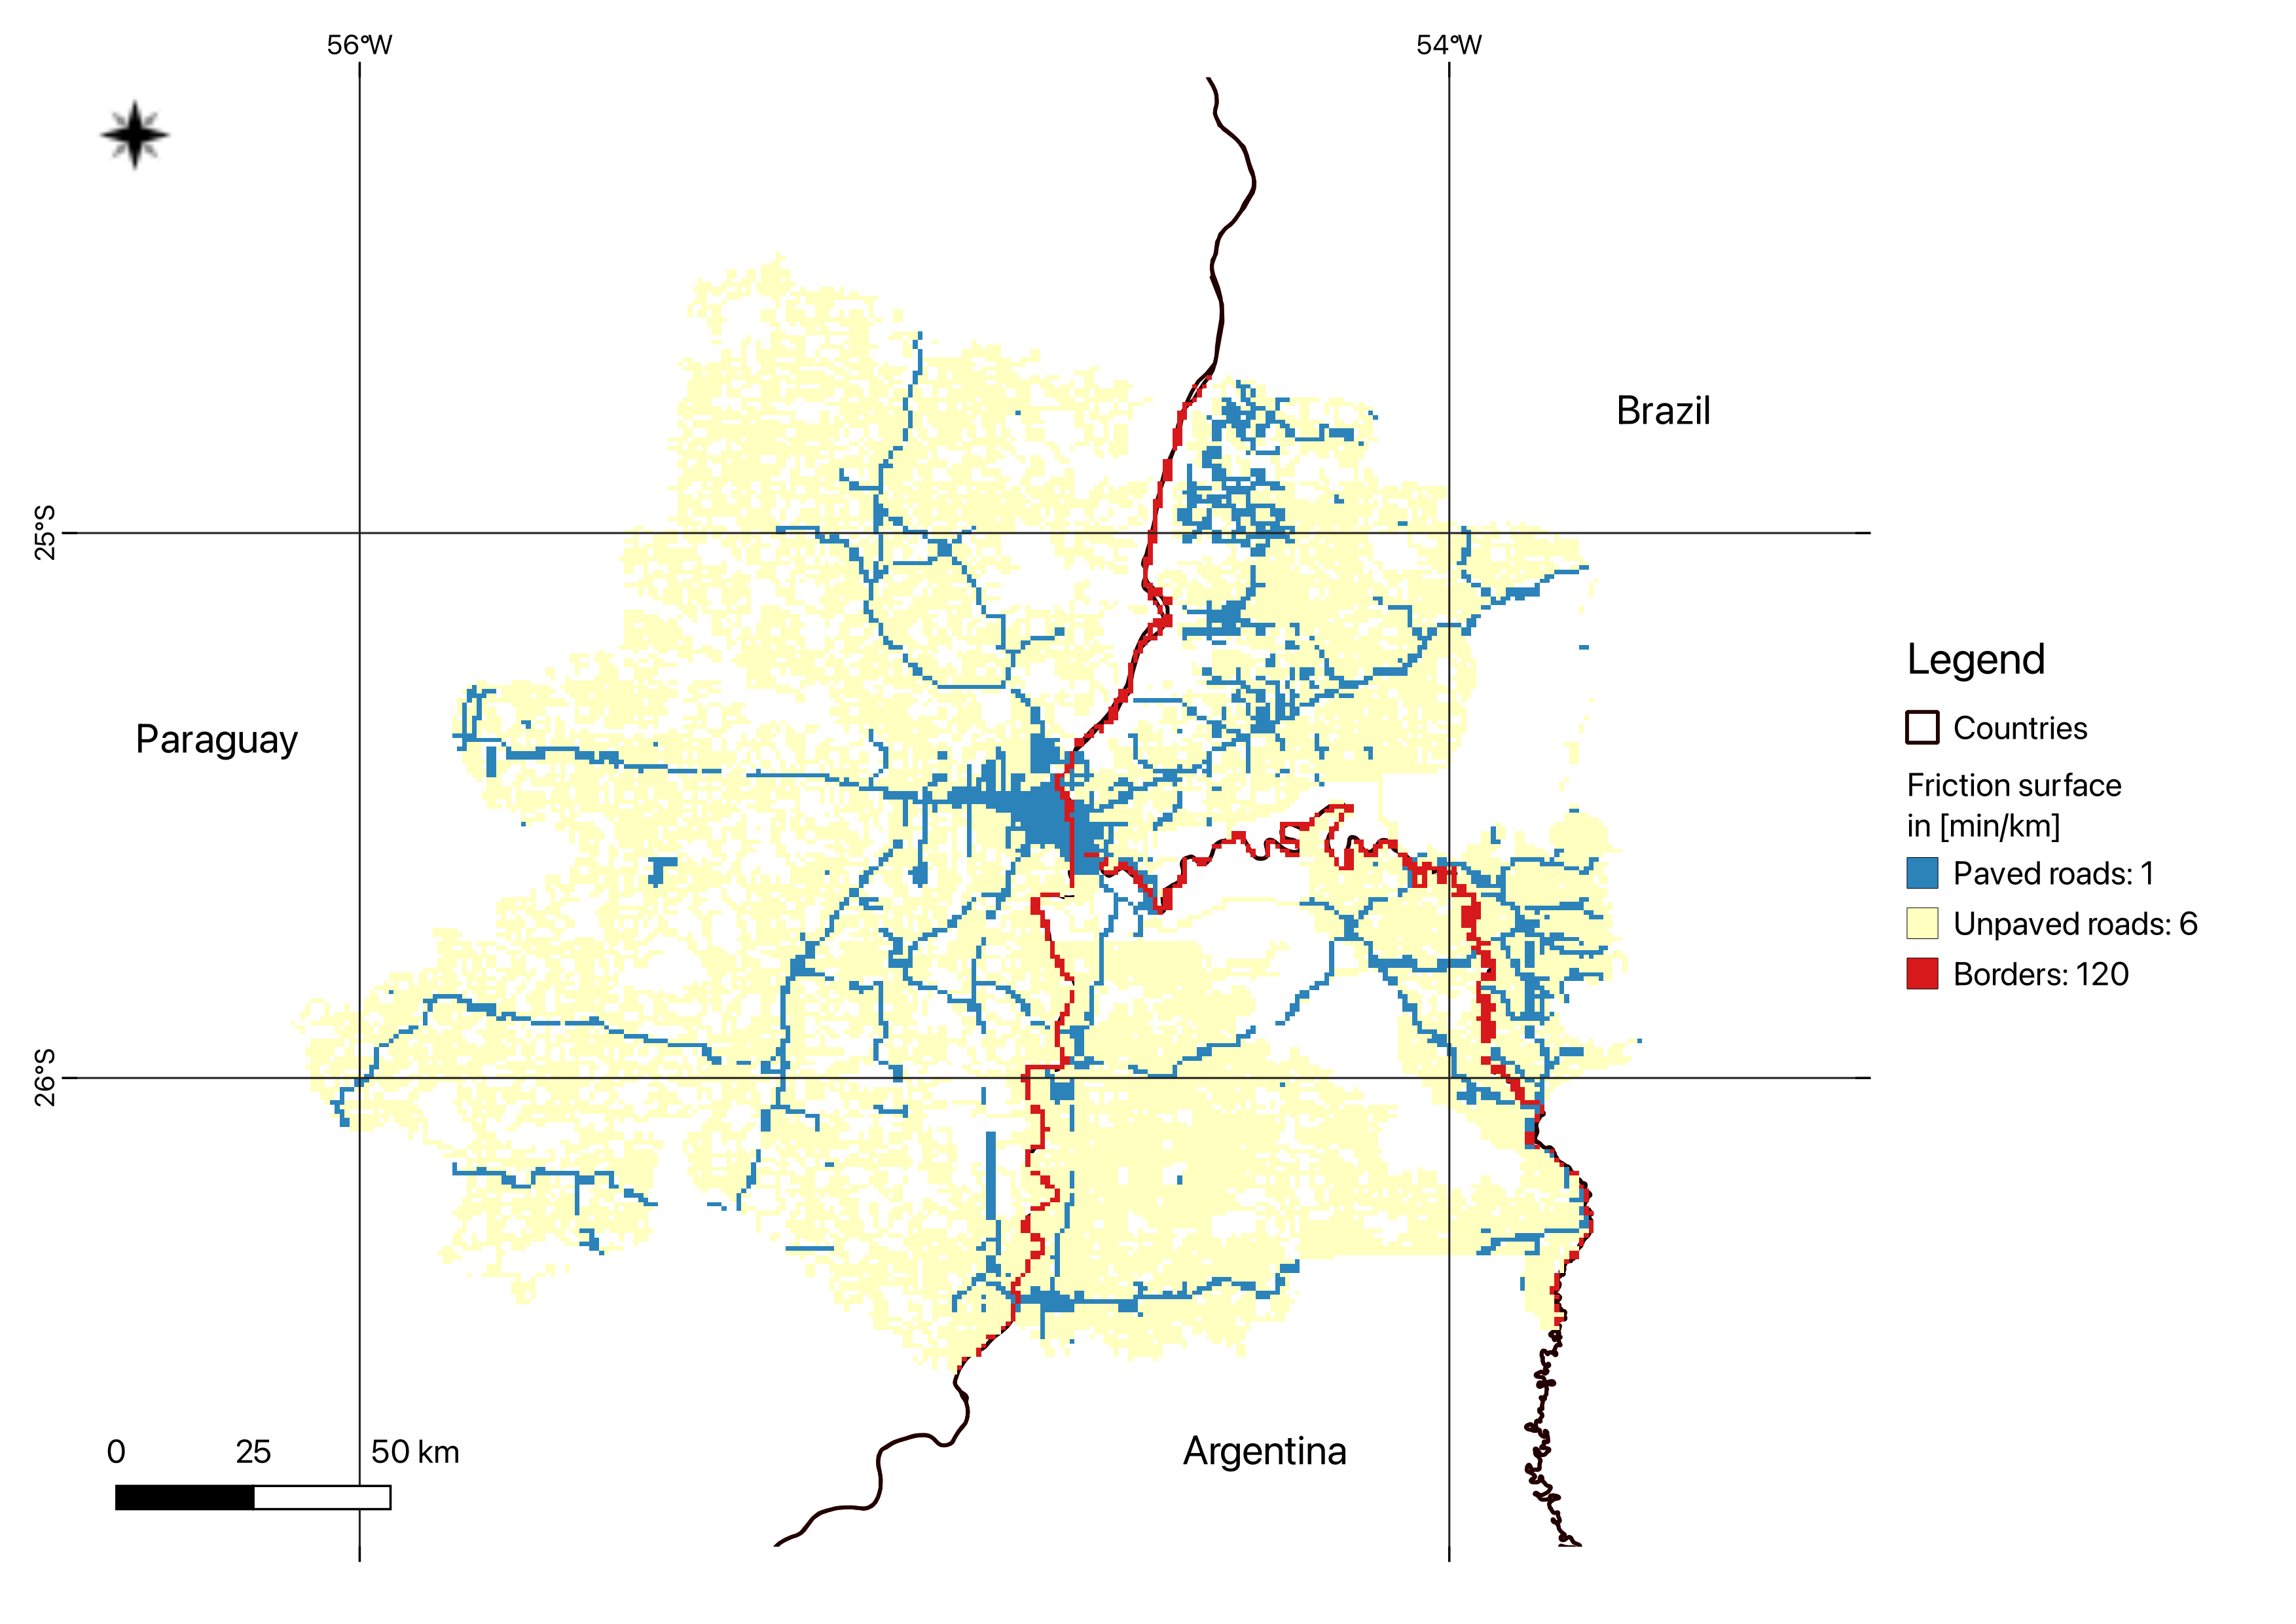 56°W
54°W
Brazil
25°S
Paraguay
26°S
Argentina
0 25 50 km
Legend
Countries
Friction surface
in [min/km]
Paved roads: 1
Unpaved roads: 6
Borders: 120